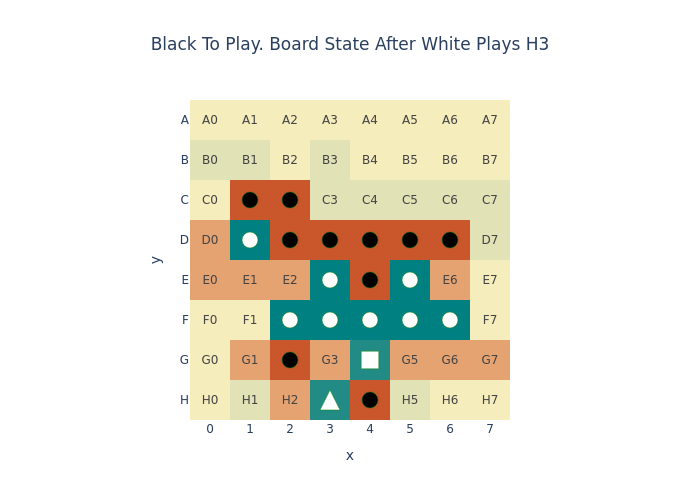 Black To Play. Board State After White Plays H3
A A0 A1 A2 A3 A4 A5 A6 A7
B B0 B1 B2 B3 B4 B5 B6 B7
C C0 C3 C4 C5 C6 C7
D D0 D7
E E0 E1 E2 E6 E7
F F0 F1 F7
G G0 G1 G3 G5 G6 G7
H H0 H1 H2 H5 H6 H7
0 1 2 3 4 5 6 7
x
y